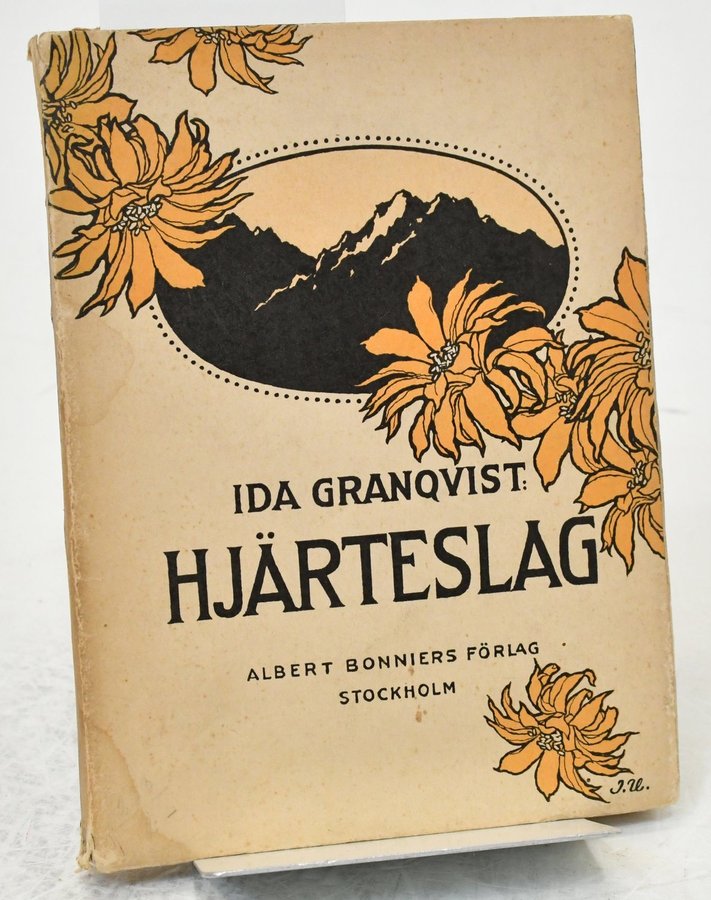 IDA GRANQVIST:
HJÄRTESLAG
ALBERT BONNIERS FÖRLAG
STOCKHOLM
J.U.